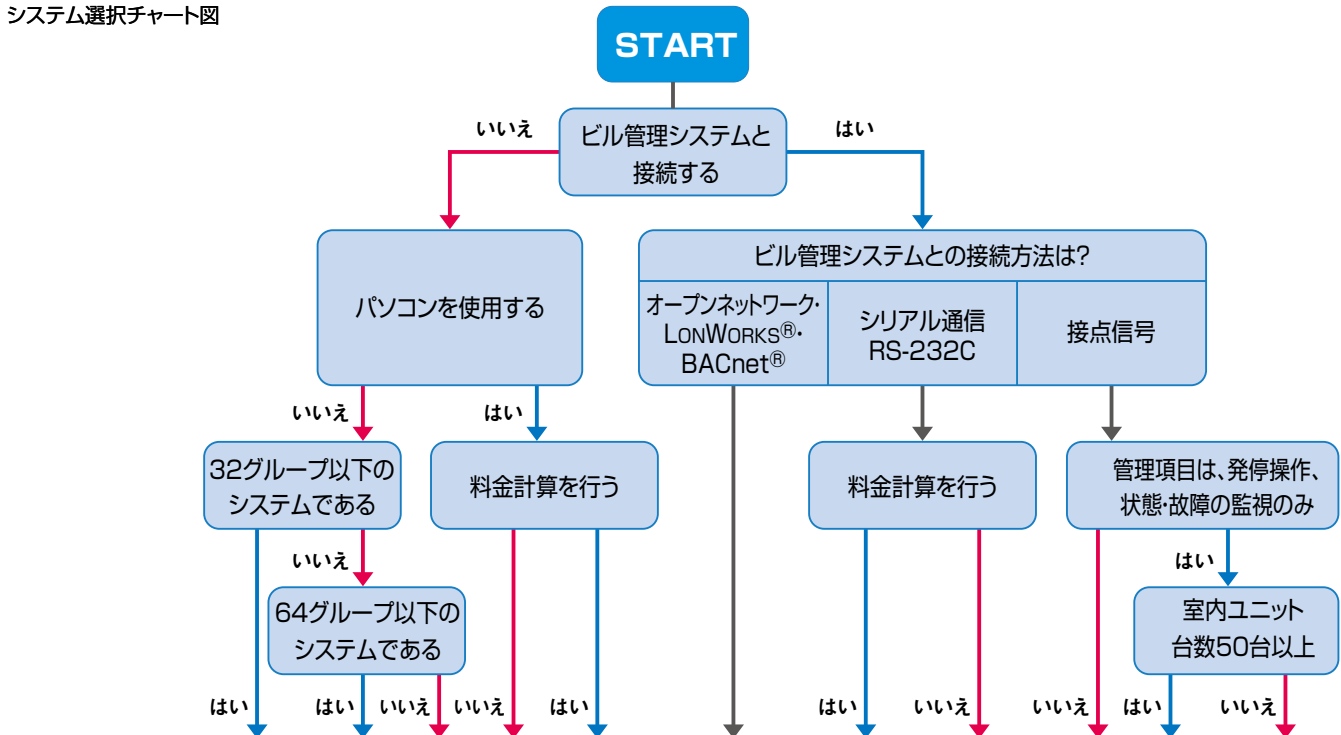 システム選択チャート図
START
いいえ
はい
ビル管理システムと
接続する
パソコンを使用する
ビル管理システムとの接続方法は?
オープンネットワーク・
LONWORKS®・
BACnet®
シリアル通信
RS-232C
接点信号
いいえ
はい
32グループ以下の
システムである
料金計算を行う
料金計算を行う
管理項目は、発停操作、
状態・故障の監視のみ
いいえ
はい
64グループ以下の
システムである
室内ユニット
台数50台以上
はい
はい
いいえ
いいえ
はい
はい
いいえ
いいえ
はい
いいえ